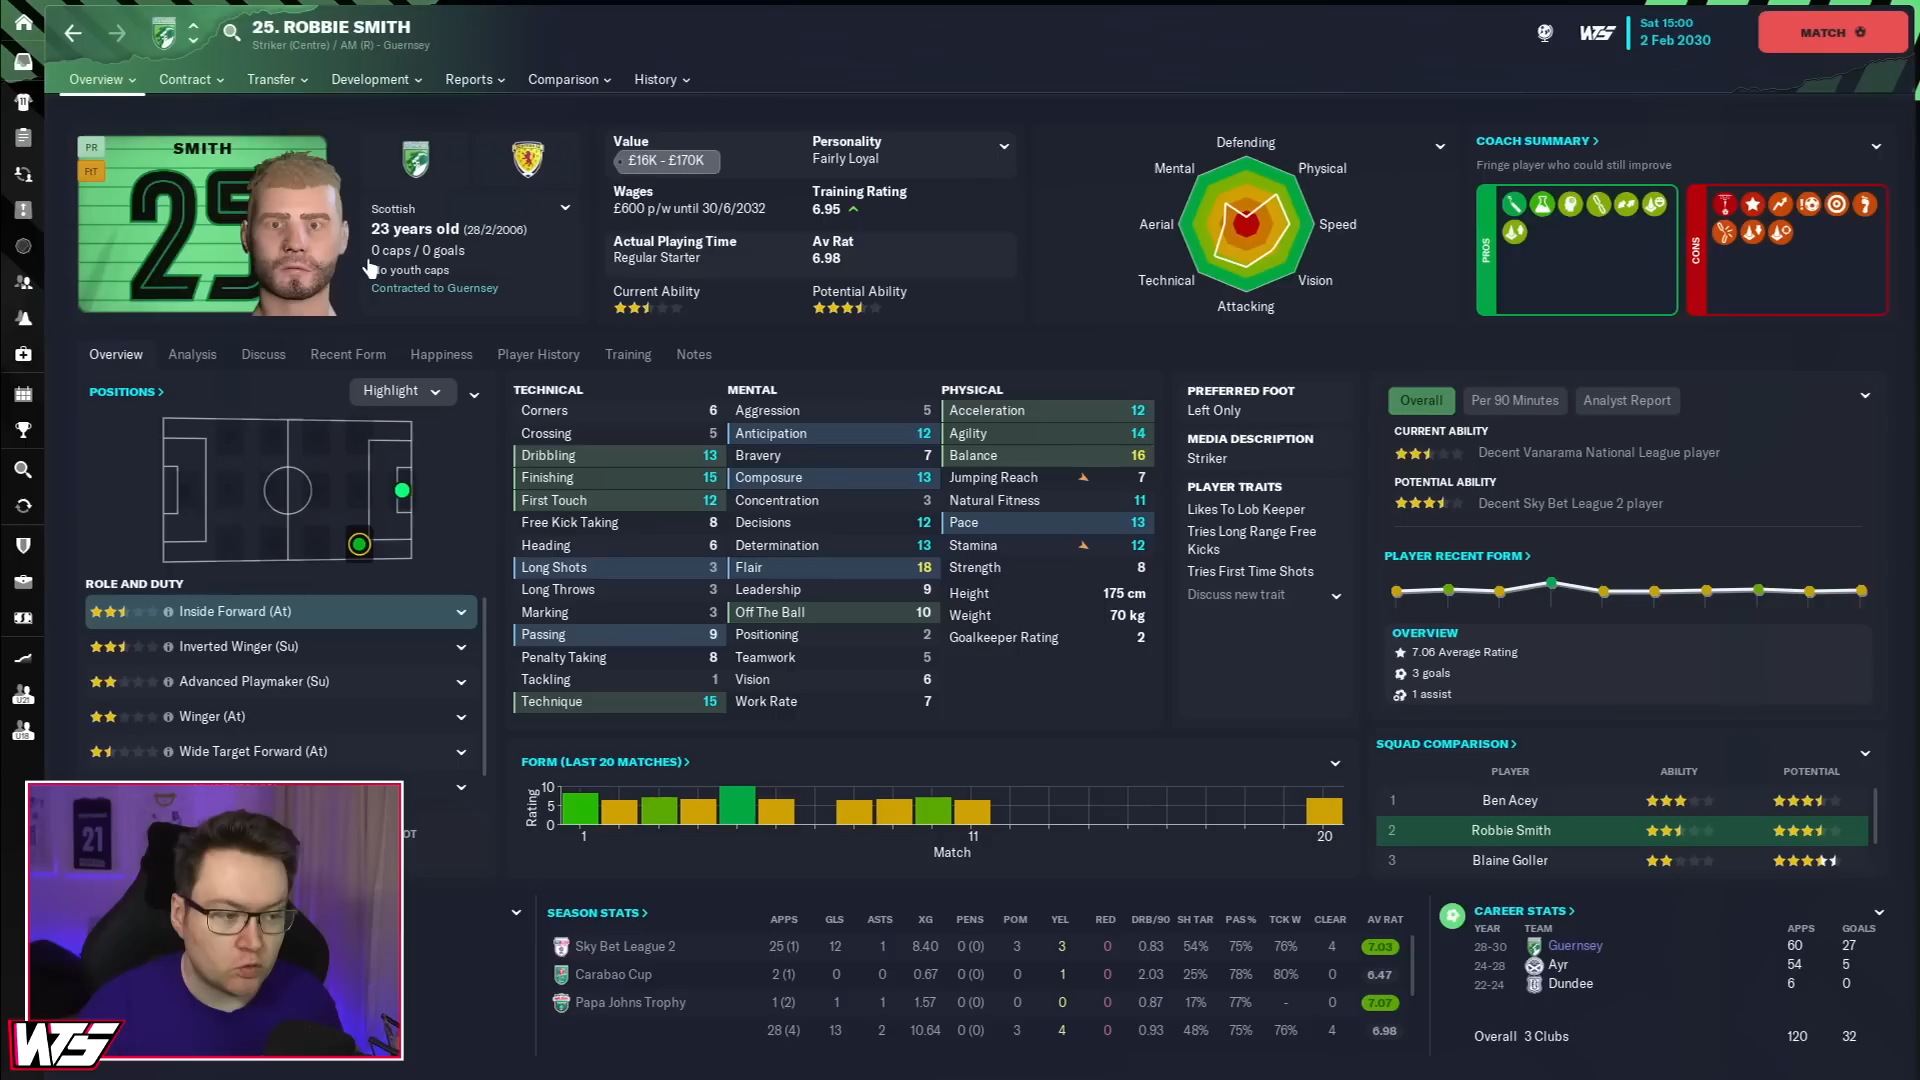 25. ROBBIE SMITH
Striker (Centre) / AM (R) - Guernsey
WTS
Sat 15:00
2 Feb 2030
MATCH
Overview
Contract
Transfer
Development
Reports
Comparison
History
PR
FtT
SMITH
25
Scottish
23 years old (28/2/2006)
0 caps / 0 goals
No youth caps
Contracted to Guernsey
Value
£16K - £170K
Personality
Fairly Loyal
Wages
£600 p/w until 30/6/2032
Training Rating
6.95
Actual Playing Time
Regular Starter
Av Rat
6.98
Current Ability
Potential Ability
Defending
Physical
Speed
Vision
Attacking
Technical
Aerial
Mental
COACH SUMMARY >
Fringe player who could still improve
PROS
CONS
Overview
Analysis
Discuss
Recent Form
Happiness
Player History
Training
Notes
POSITIONS >
Highlight
ROLE AND DUTY
Inside Forward (At)
Inverted Winger (Su)
Advanced Playmaker (Su)
Winger (At)
Wide Target Forward (At)
TECHNICAL
Corners 6
Crossing 5
Dribbling 13
Finishing 15
First Touch 12
Free Kick Taking 8
Heading 6
Long Shots 3
Long Throws 3
Marking 3
Passing 9
Penalty Taking 8
Tackling 1
Technique 15
MENTAL
Aggression 5
Anticipation 12
Bravery 7
Composure 13
Concentration 3
Decisions 12
Determination 13
Flair 18
Leadership 9
Off The Ball 10
Positioning 2
Teamwork 5
Vision 6
Work Rate 7
PHYSICAL
Acceleration 12
Agility 14
Balance 16
Jumping Reach 7
Natural Fitness 11
Pace 13
Stamina 12
Strength 8
Height 175 cm
Weight 70 kg
Goalkeeper Rating 2
PREFERRED FOOT
Left Only
MEDIA DESCRIPTION
Striker
PLAYER TRAITS
Likes To Lob Keeper
Tries Long Range Free
Kicks
Tries First Time Shots
Discuss new trait
Overall
Per 90 Minutes
Analyst Report
CURRENT ABILITY
Decent Vanarama National League player
POTENTIAL ABILITY
Decent Sky Bet League 2 player
PLAYER RECENT FORM >
OVERVIEW
7.06 Average Rating
3 goals
1 assist
SQUAD COMPARISON >
PLAYER ABILITY POTENTIAL
1 Ben Acey
2 Robbie Smith
3 Blaine Goller
FORM (LAST 20 MATCHES) >
Rating
10
5
0
1 11 20
Match
SEASON STATS >
APPS GLS ASTS XG PENS POM YEL RED DRB/90 SH TAR PAS% TCK W CLEAR AV RAT
Sky Bet League 2 25 (1) 12 1 8.40 0 (0) 3 3 0 0.83 54% 75% 76% 4 7.03
Carabao Cup 2 (1) 0 0 0.67 0 (0) 0 1 0 2.03 25% 78% 80% 0 6.47
Papa Johns Trophy 1 (2) 1 1 1.57 0 (0) 0 0 0 0.87 17% 77% - 0 7.07
28 (4) 13 2 10.64 0 (0) 3 4 0 0.93 48% 75% 76% 4 6.98
CAREER STATS >
YEAR TEAM APPS GOALS
28-30 Guernsey 60 27
24-28 Ayr 54 5
22-24 Dundee 6 0
Overall 3 Clubs 120 32
U21
U18
21
WTS